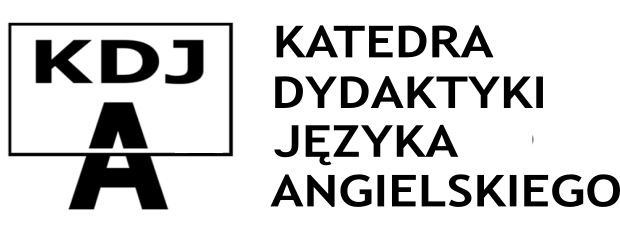 KDJ
A
KATEDRA
DYDAKTYKI
JĘZYKA
ANGIELSKIEGO